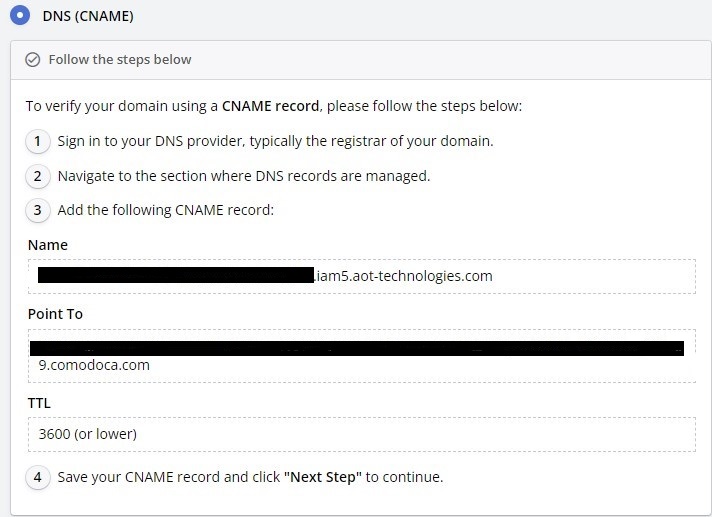 DNS (CNAME)
Follow the steps below
To verify your domain using a CNAME record, please follow the steps below:
1 Sign in to your DNS provider, typically the registrar of your domain.
2 Navigate to the section where DNS records are managed.
3 Add the following CNAME record:
Name
.iam5.aot-technologies.com
Point To
9.comodoca.com
TTL
3600 (or lower)
4 Save your CNAME record and click "Next Step" to continue.